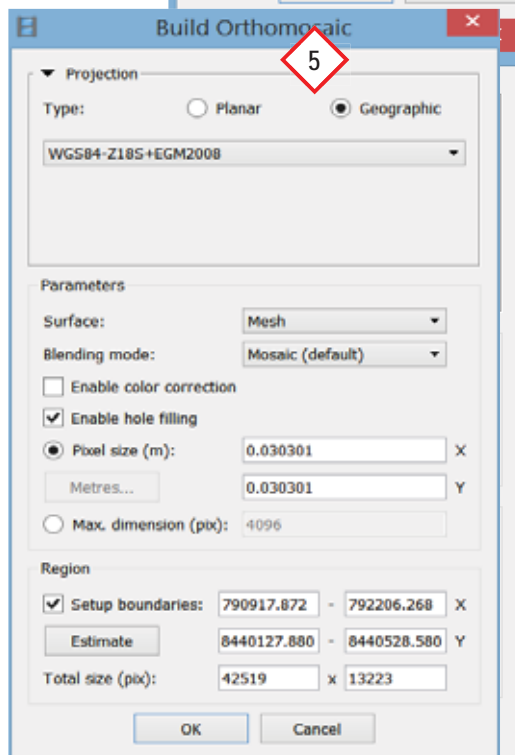 Build Orthomosaic
5
Projection
Type: Planar Geographic
WGS84-Z18S+EGM2008
Parameters
Surface: Mesh
Blending mode: Mosaic (default)
Enable color correction
Enable hole filling
Pixel size (m): 0.030301 X
Metres... 0.030301 Y
Max. dimension (pix): 4096
Region
Setup boundaries: 790917.872 - 792206.268 X
Estimate 8440127.880 - 8440528.580 Y
Total size (pix): 42519 x 13223
OK Cancel